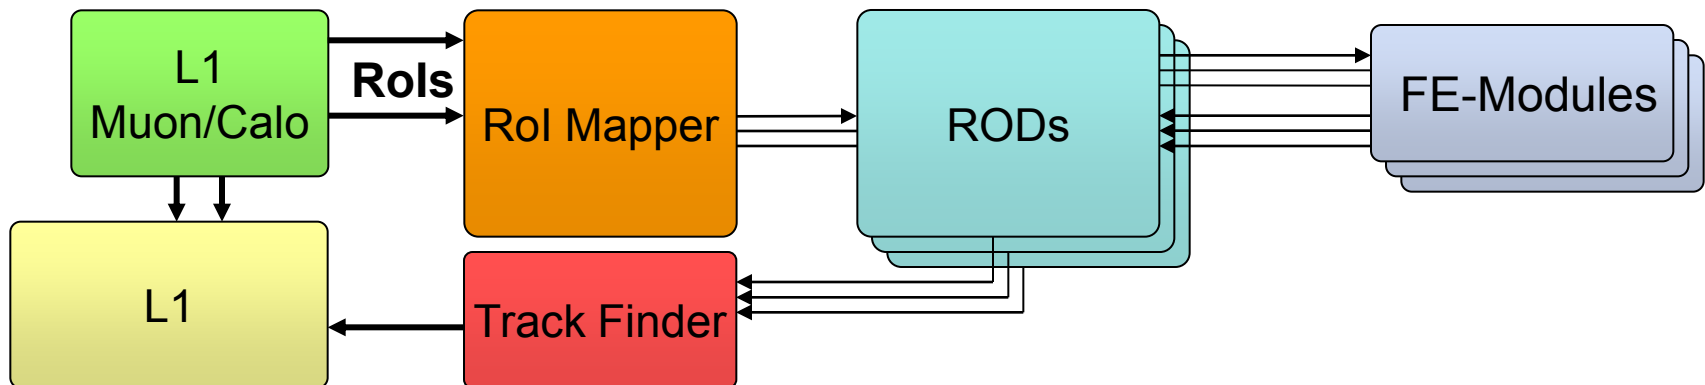 L1
Muon/Calo
RoIs
RoI Mapper
RODs
FE-Modules
L1
Track Finder